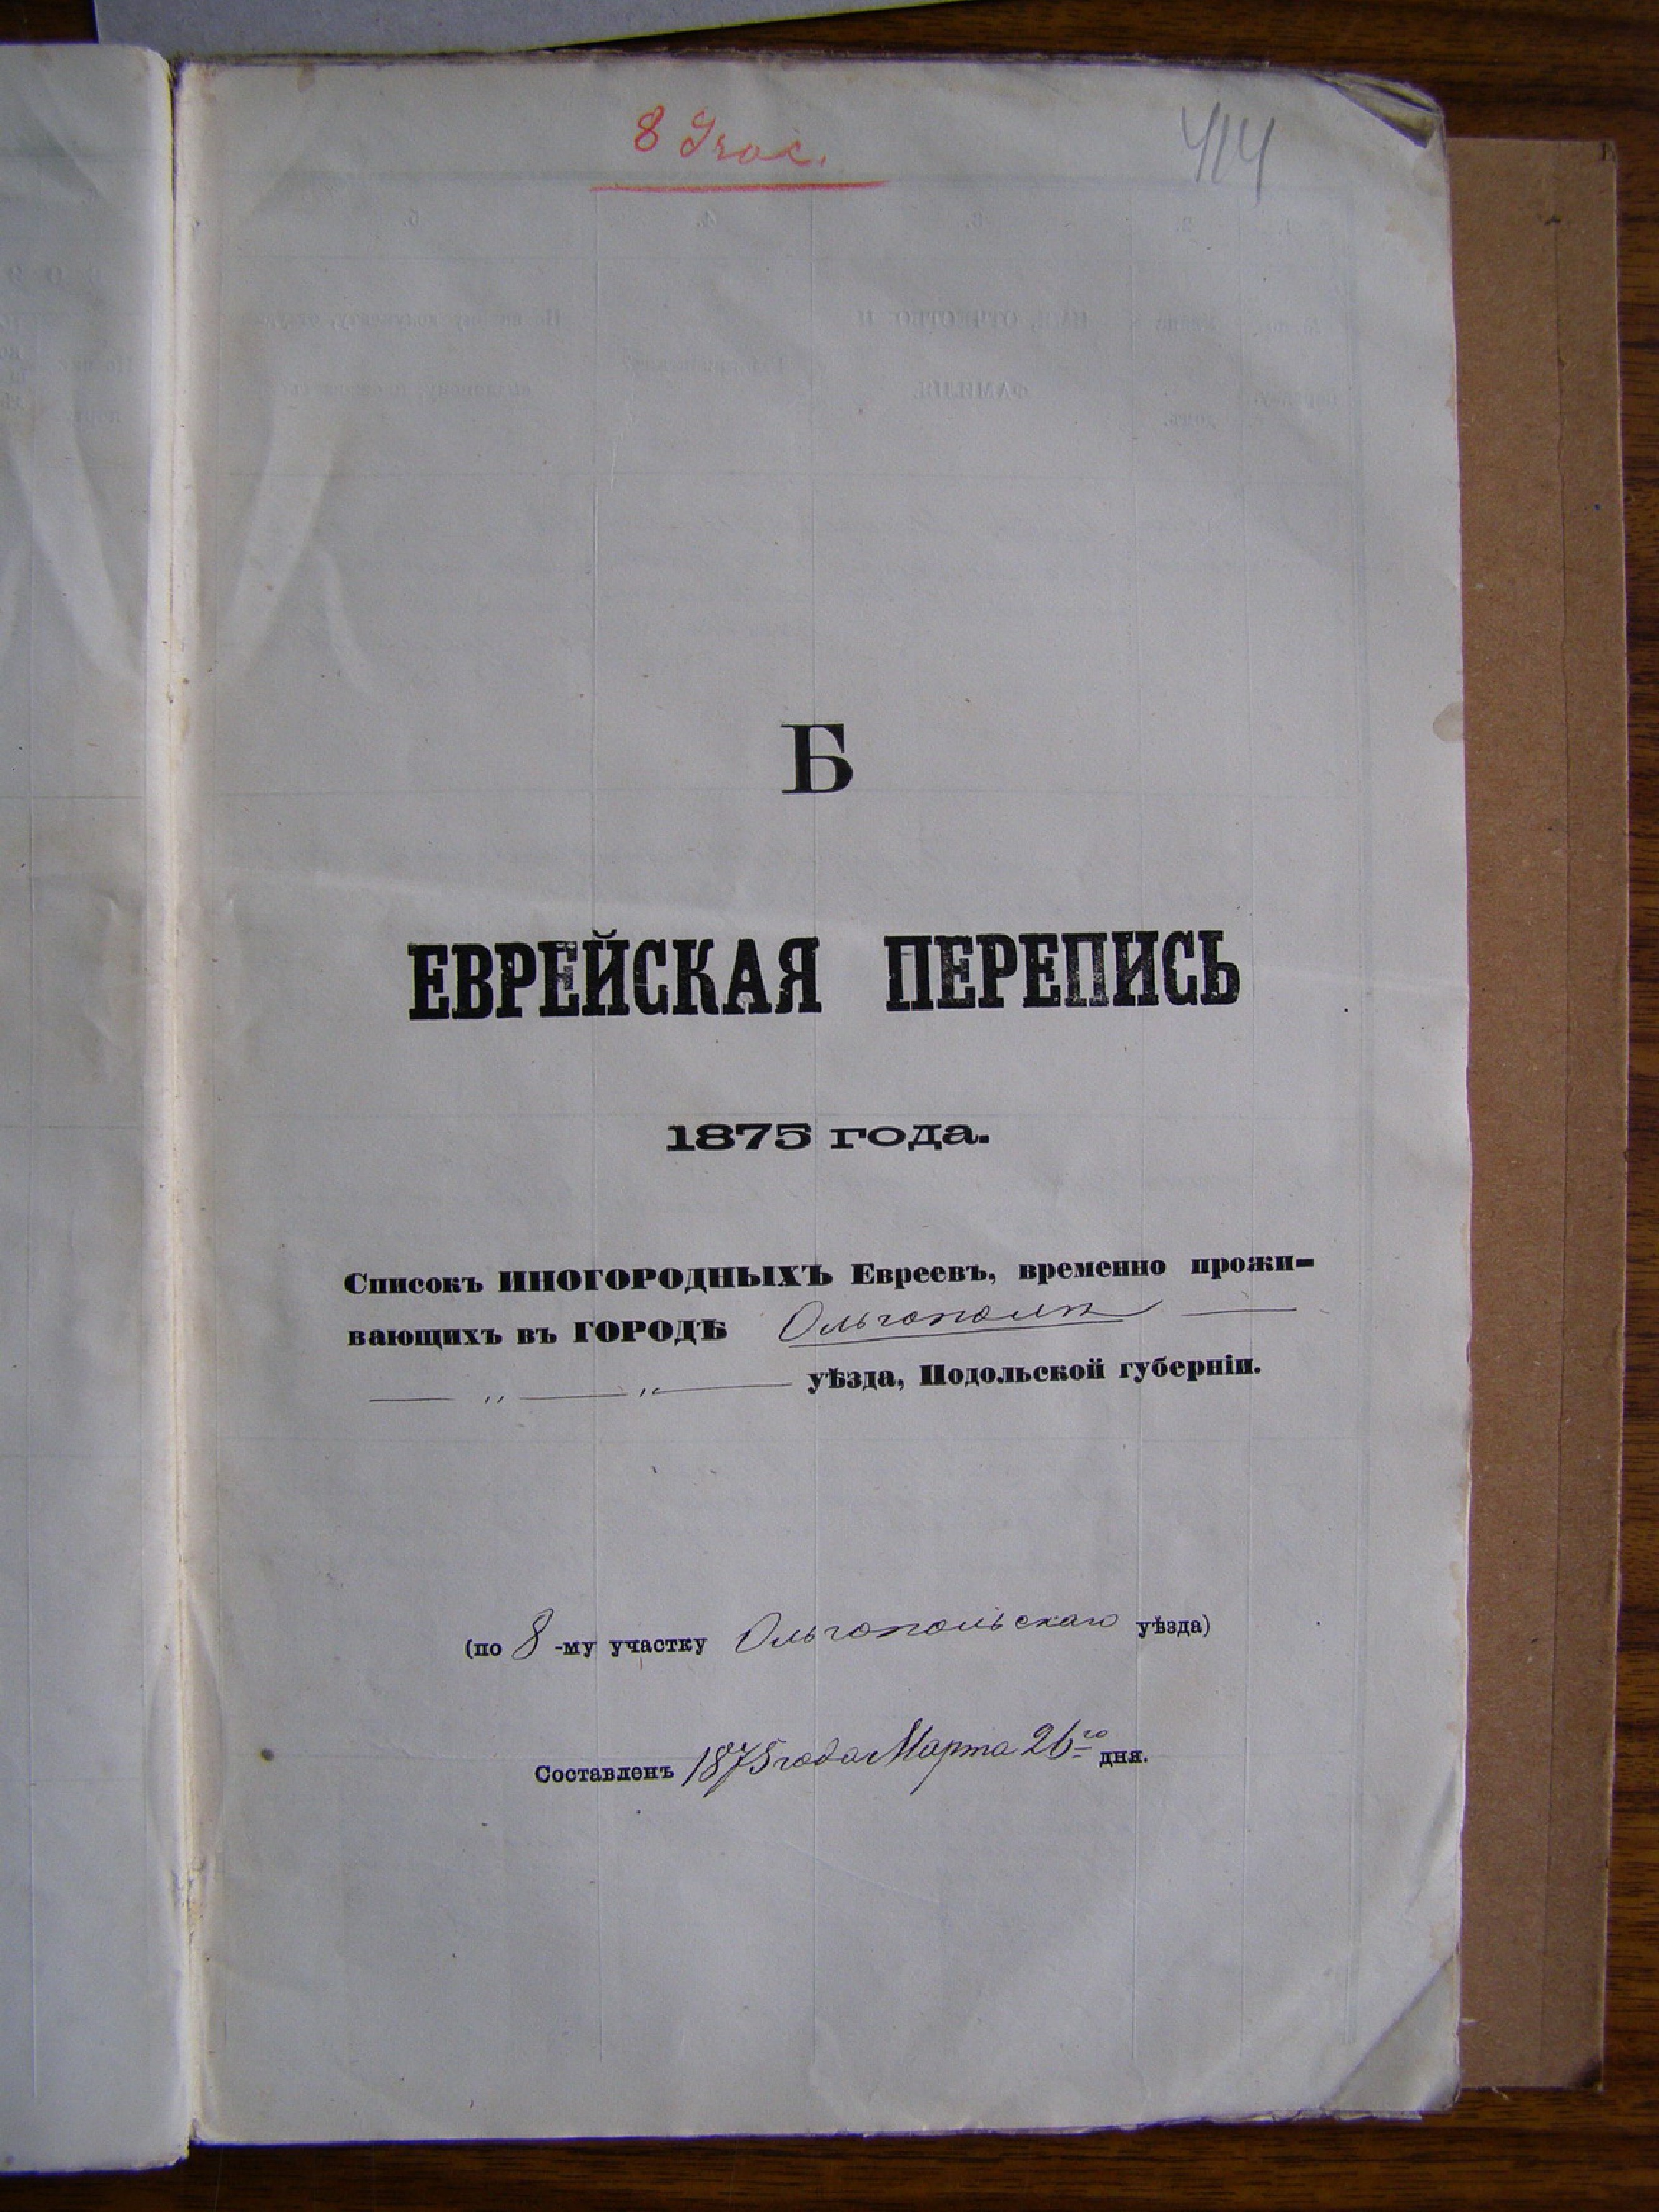 8 Учас.
414
Б
ЕВРЕЙСКАЯ ПЕРЕПИСЬ
1875 года.
Списокъ ИНОГОРОДНЫХЪ Евреевъ, временно прожи-
вающихъ въ ГОРОДѢ Ольгополѣ —
— „ — „ — уѣзда, Подольской губерніи.
(по 8-му участку Ольгопольскаго уѣзда)
Составленъ 1875 года Марта 26го дня.